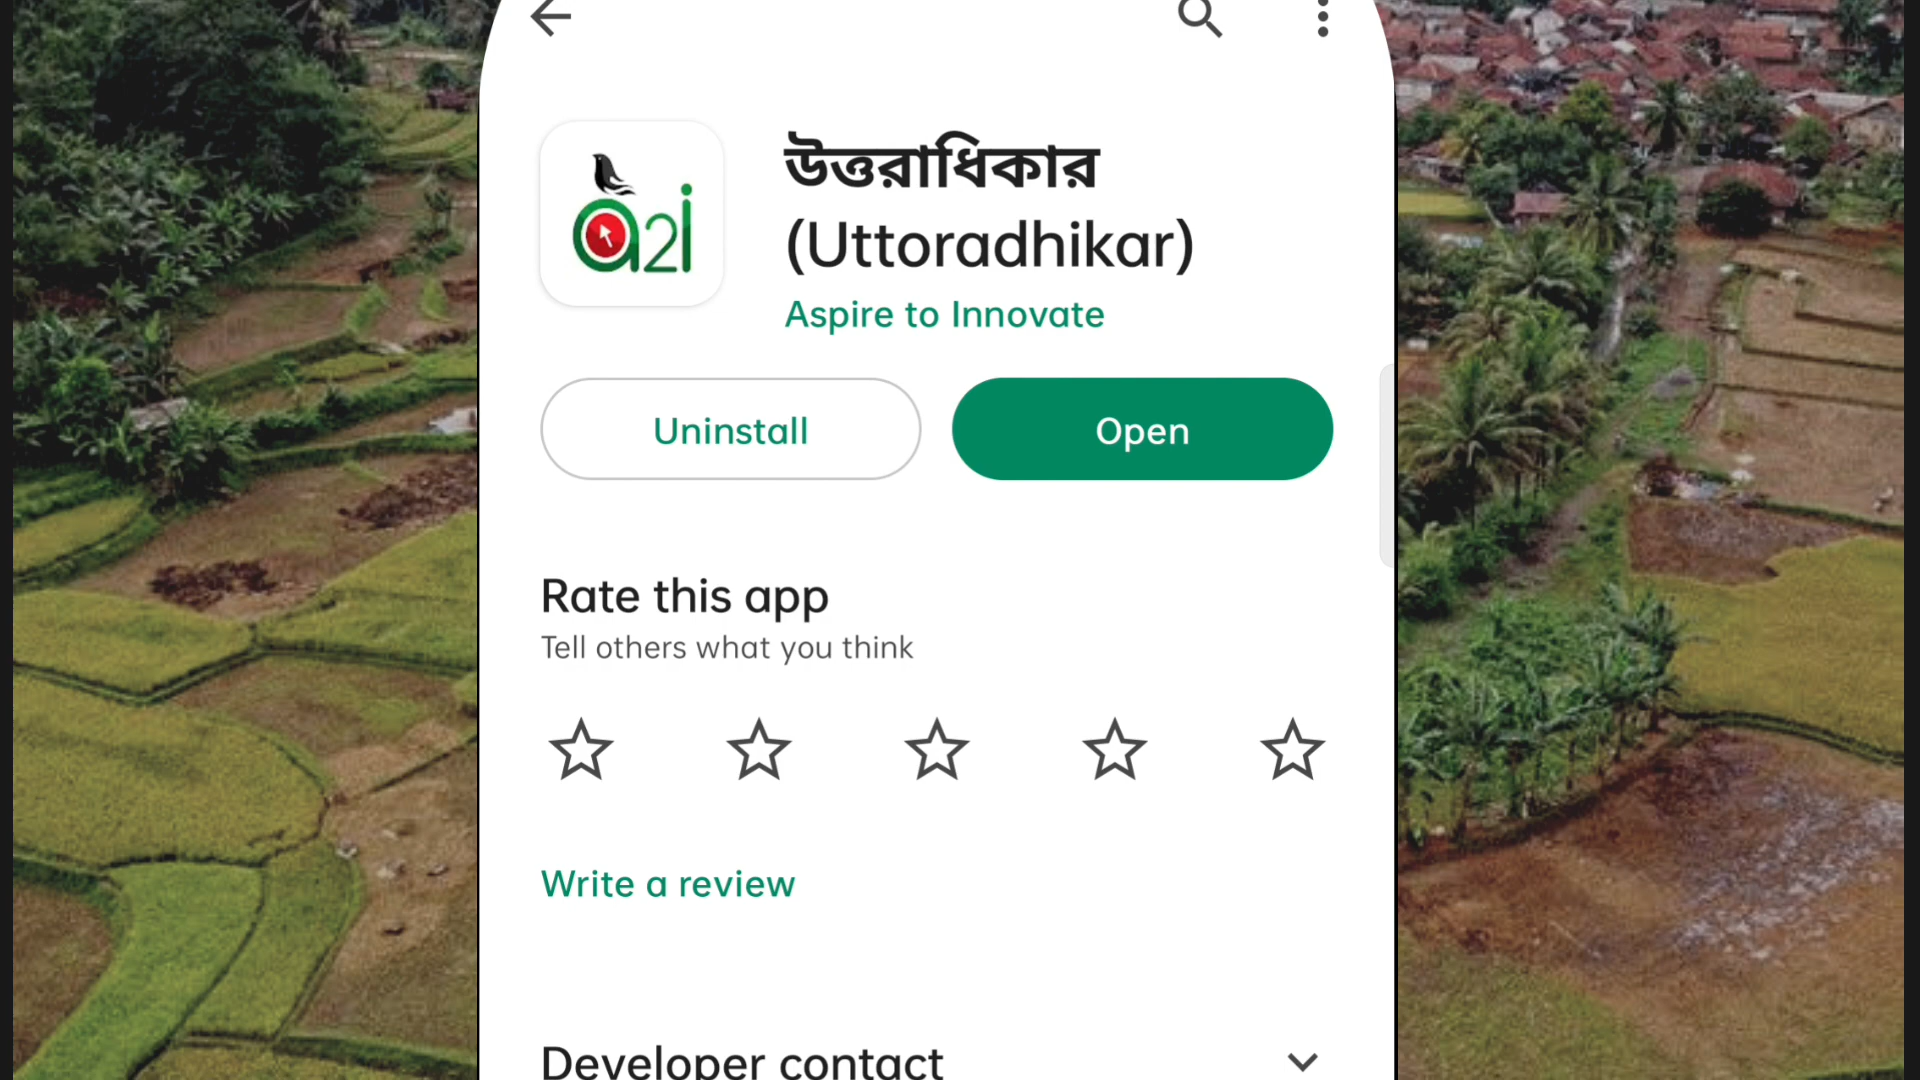 a2i
উত্তরাধিকার
(Uttoradhikar)
Aspire to Innovate
Uninstall
Open
Rate this app
Tell others what you think
Write a review
Developer contact